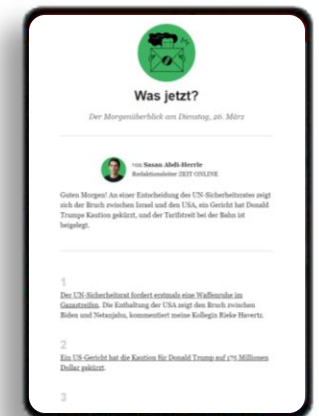 Was jetzt?
Der Morgenüberblick am Dienstag, 26. März
von Sasan Abdi-Herrle
Redaktionsleiter ZEIT ONLINE
Guten Morgen! An einer Entscheidung des UN-Sicherheitsrates zeigt
sich der Bruch zwischen Israel und den USA, ein Gericht hat Donald
Trumps Kaution gekürzt, und der Tarifstreit bei der Bahn ist
beigelegt.
1
Der UN-Sicherheitsrat fordert erstmals eine Waffenruhe im
Gazastreifen. Die Enthaltung der USA zeigt den Bruch zwischen
Biden und Netanjahu, kommentiert meine Kollegin Rieke Havertz.
2
Ein US-Gericht hat die Kaution für Donald Trump auf 175 Millionen
Dollar gekürzt.
3